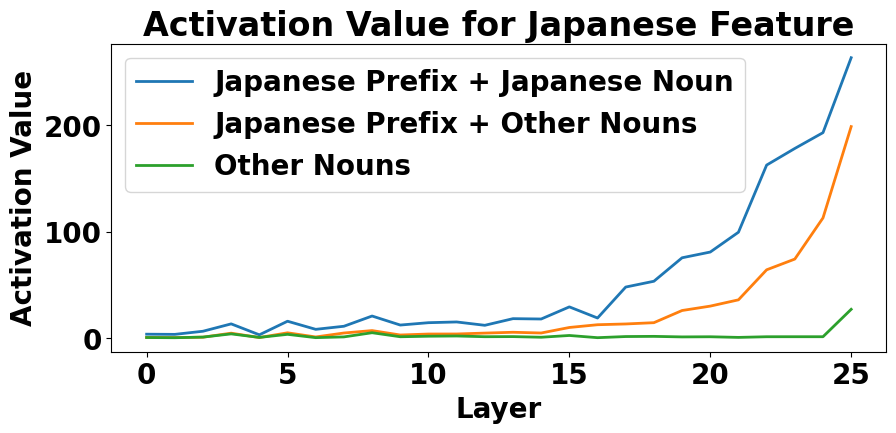 Activation Value for Japanese Feature
Activation Value
200
100
0
Japanese Prefix + Japanese Noun
Japanese Prefix + Other Nouns
Other Nouns
0 5 10 15 20 25
Layer